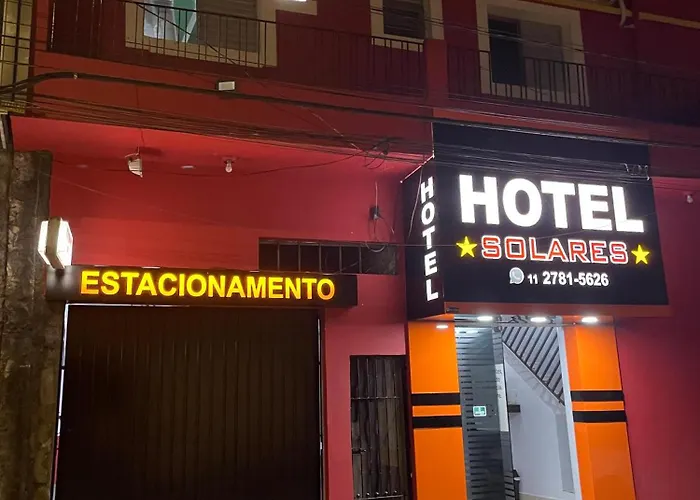 ESTACIONAMENTO
HOTEL
HOTEL
SOLARES
11 2781-5626